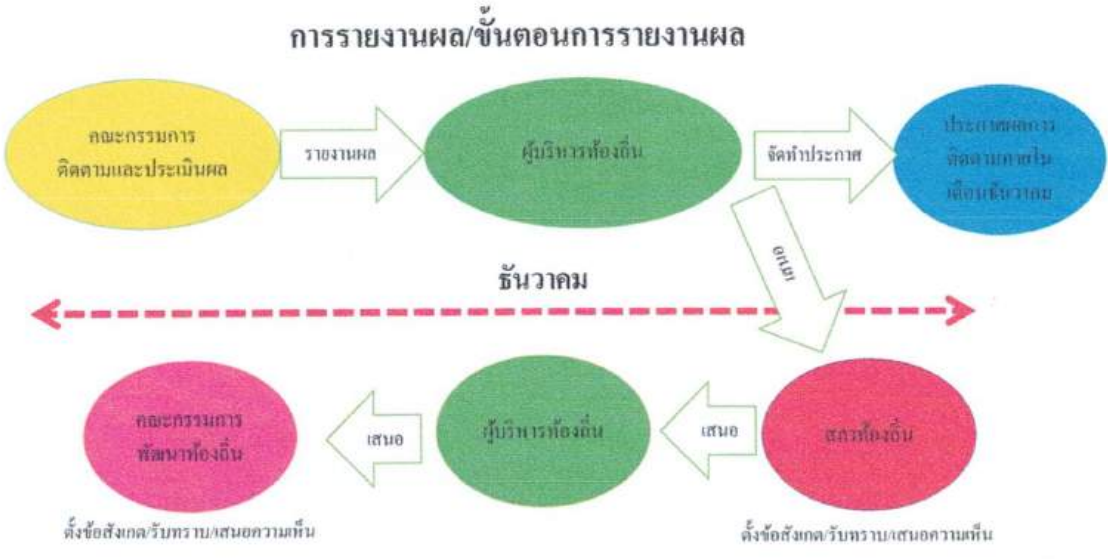 การรายงานผล/ขั้นตอนการรายงานผล
คณะกรรมการ
ติดตามและประเมินผล
รายงานผล
ผู้บริหารท้องถิ่น
จัดทำประกาศ
ประกาศผลการ
ติดตามภายใน
เดือนธันวาคม
เสนอ
ธันวาคม
คณะกรรมการ
พัฒนาท้องถิ่น
เสนอ
ผู้บริหารท้องถิ่น
เสนอ
สภาท้องถิ่น
ตั้งข้อสังเกต/รับทราบ/เสนอความเห็น
ตั้งข้อสังเกต/รับทราบ/เสนอความเห็น